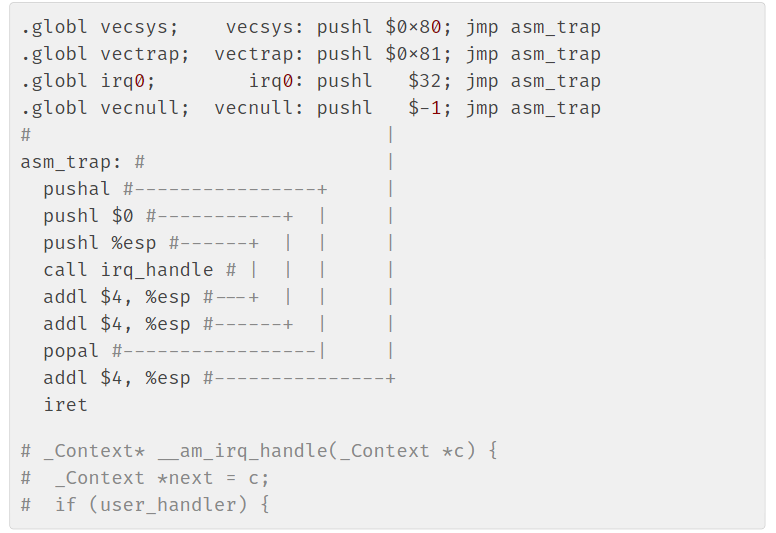 .globl vecsys;    vecsys: pushl $0x80; jmp asm_trap
.globl vectrap;  vectrap: pushl $0x81; jmp asm_trap
.globl irq0;        irq0: pushl   $32; jmp asm_trap
.globl vecnull;  vecnull: pushl   $-1; jmp asm_trap
#                               |
asm_trap: #                     |
  pushal #----------------+     |
  pushl $0 #-----------+  |     |
  pushl %esp #------+  |  |     |
  call irq_handle # |  |  |     |
  addl $4, %esp #---+  |  |     |
  addl $4, %esp #------+  |     |
  popal #-----------------|     |
  addl $4, %esp #---------------+
  iret
# _Context* __am_irq_handle(_Context *c) {
#  _Context *next = c;
#  if (user_handler) {